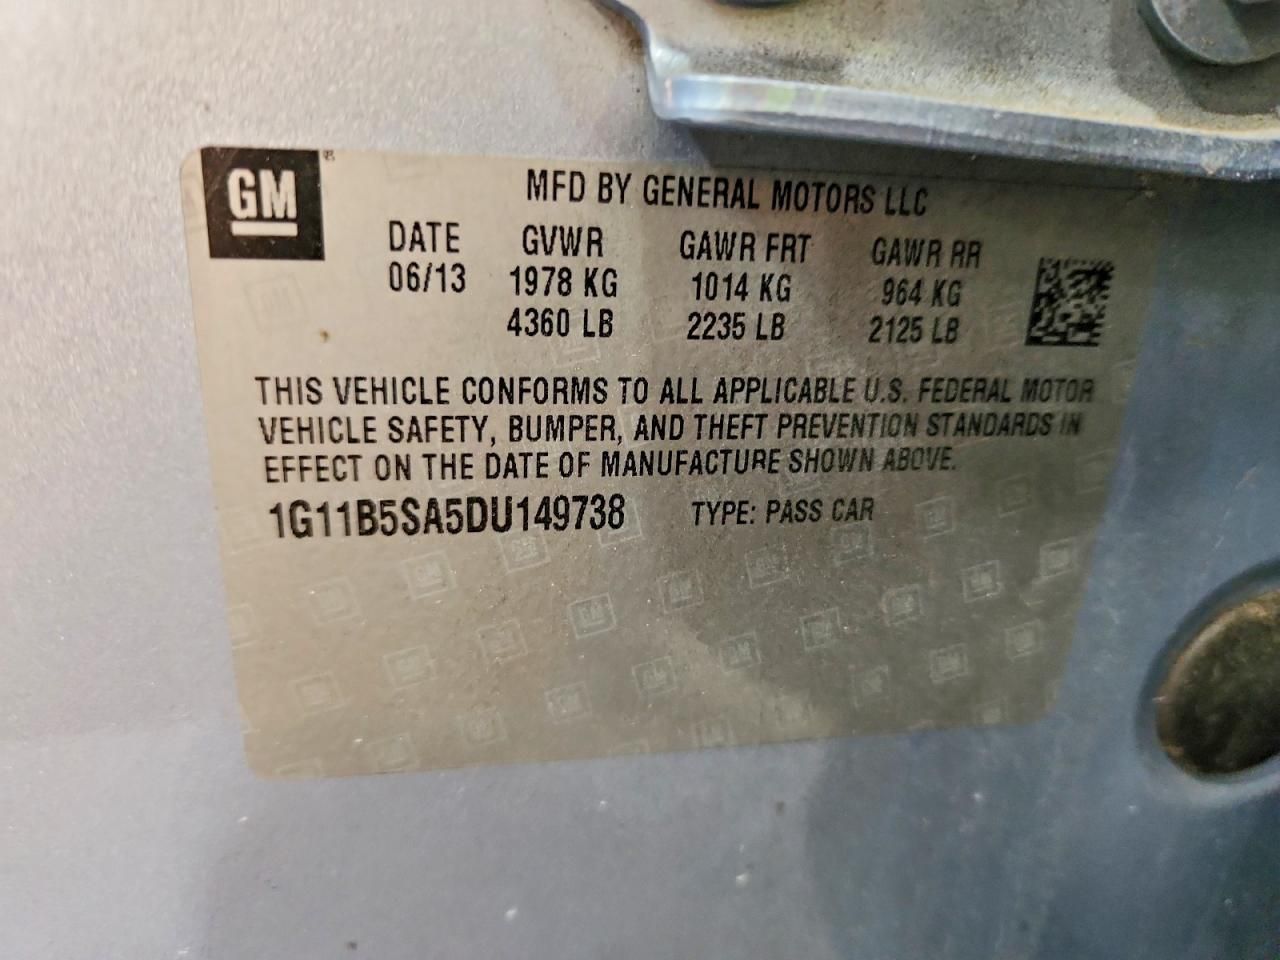 GM
MFD BY GENERAL MOTORS LLC
DATE GVWR GAWR FRT GAWR RR
06/13 1978 KG 1014 KG 964 KG
4360 LB 2235 LB 2125 LB
THIS VEHICLE CONFORMS TO ALL APPLICABLE U.S. FEDERAL MOTOR
VEHICLE SAFETY, BUMPER, AND THEFT PREVENTION STANDARDS IN
EFFECT ON THE DATE OF MANUFACTURE SHOWN ABOVE.
1G11B5SA5DU149738 TYPE: PASS CAR